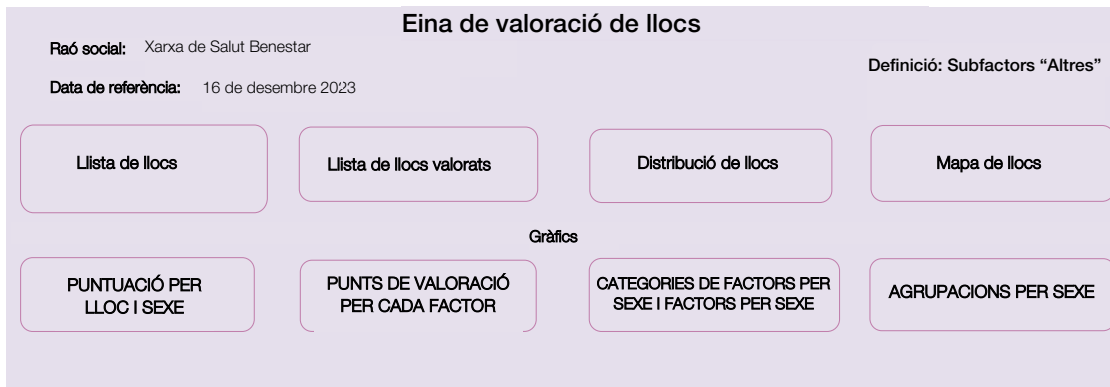 Eina de valoració de llocs
Raó social: Xarxa de Salut Benestar
Definició: Subfactors “Altres”
Data de referència: 16 de desembre 2023
Llista de llocs
Llista de llocs valorats
Distribució de llocs
Mapa de llocs
Gràfics
PUNTUACIÓ PER
LLOC I SEXE
PUNTS DE VALORACIÓ
PER CADA FACTOR
CATEGORIES DE FACTORS PER
SEXE I FACTORS PER SEXE
AGRUPACIONS PER SEXE